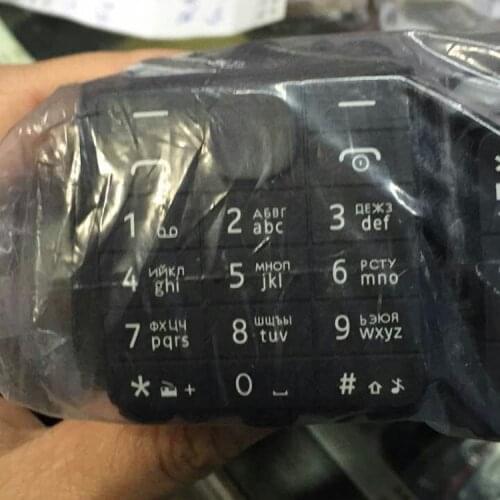 1 2 АБВГ abc 3 ДЕЖЗ def
4 ИЙКЛ ghi 5 МНОП jkl 6 РСТУ mno
7 ФХЦЧ pqrs 8 ШЩЪЫ tuv 9 ЬЭЮЯ wxyz
* + 0 #